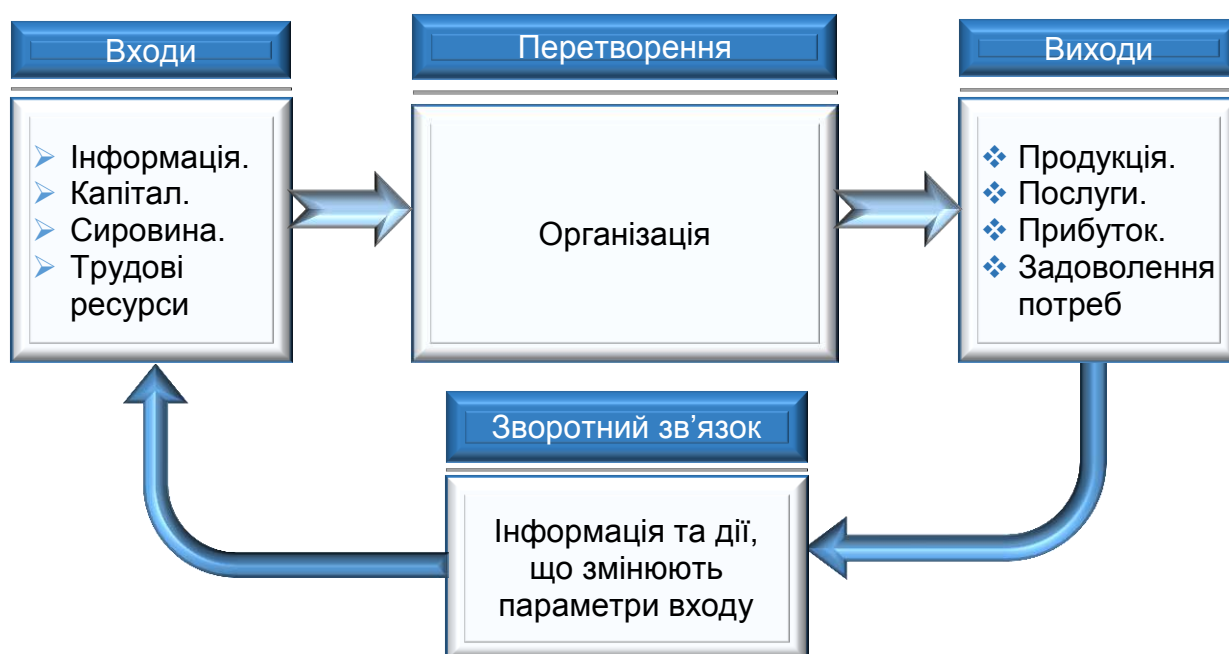 Входи
Перетворення
Виходи
Інформація.
Капітал.
Сировина.
Трудові
ресурси
Організація
Продукція.
Послуги.
Прибуток.
Задоволення
потреб
Зворотний зв’язок
Інформація та дії,
що змінюють
параметри входу